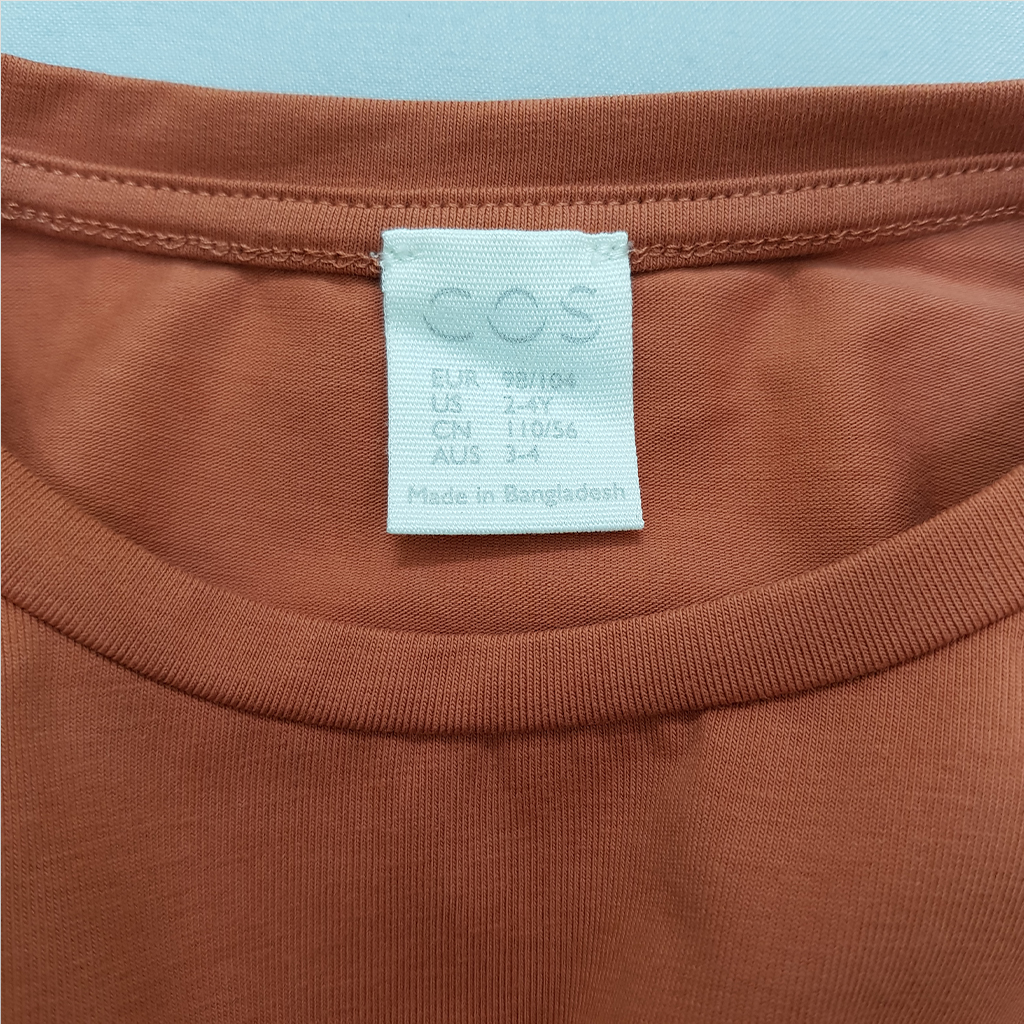 COS
EUR 98/104
US 2-4Y
CN 110/56
AUS 3-4
Made in Bangladesh